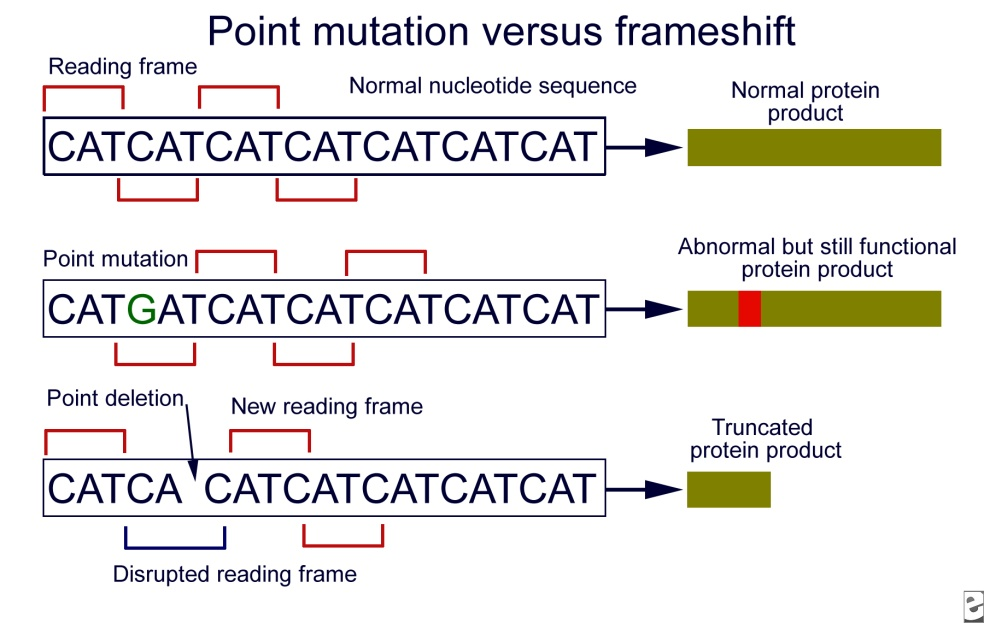 Point mutation versus frameshift
Reading frame
Normal nucleotide sequence
Normal protein
product
CATCATCATCATCATCATCAT
Point mutation
Abnormal but still functional
protein product
CATGATCATCATCATCATCAT
Point deletion
New reading frame
Truncated
protein product
CATCA CATCATCATCATCAT
Disrupted reading frame
e